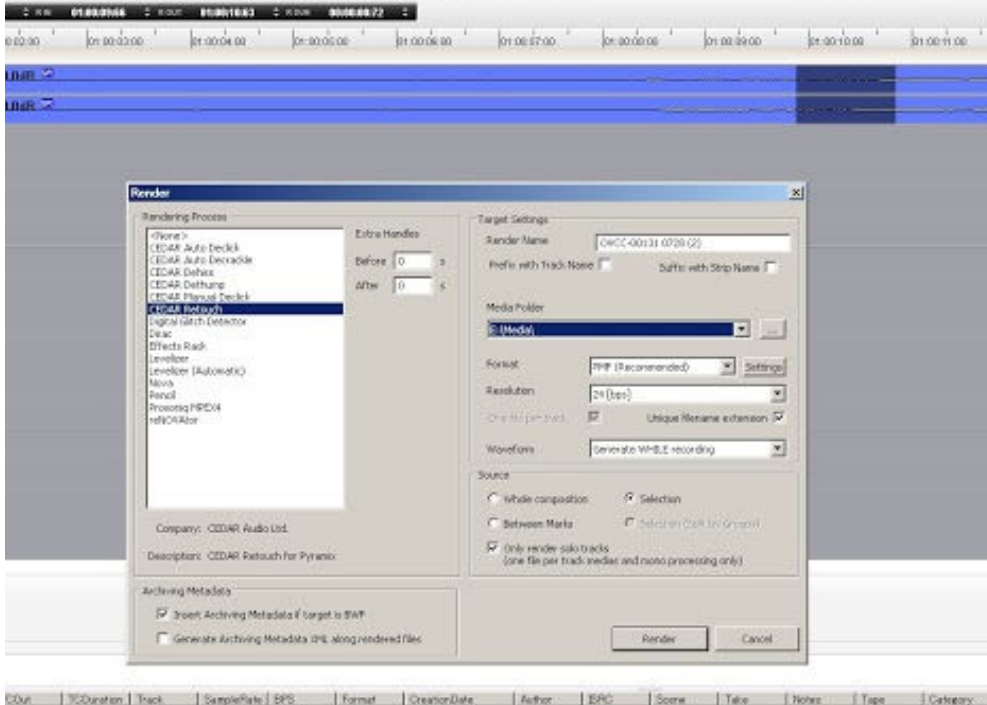 01:00:09:66 01:00:10:63 00:00:00:72
01:00:03:00 01:00:04:00 01:00:05:00 01:00:06:00 01:00:07:00 01:00:08:00 01:00:09:00 01:00:10:00 01:00:11:00
Render
Rendering Process
<None>
CEDAR Auto Declick
CEDAR Auto Decrackle
CEDAR Dehiss
CEDAR Dethump
CEDAR Manual Declick
CEDAR Retouch
Digital Glitch Detector
Dirac
Effects Rack
Levelizer
Levelizer (Automatic)
Nova
Pencil
Prosoniq MPEX4
reNOVAtor
Extra Handles
Before 0 s
After 0 s
Company: CEDAR Audio Ltd.
Description: CEDAR Retouch for Pyramix
Archiving Metadata
Insert Archiving Metadata if target is BWF
Generate Archiving Metadata XML along rendered files
Target Settings
Render Name
Prefix with Track Name Suffix with Strip Name
Media Folder
E:\Media\ ...
Format PMF (Recommended) Settings
Resolution 24 [bps]
One file per track Unique filename extension
Waveform Generate WHILE recording
Source
Whole composition Selection
Between Marks
Only render solo tracks
(one file per track medias and mono processing only)
Render Cancel
TCDuration Track SampleRate BPS Format CreationDate Author ISRC Scene Take Notes Tape Category